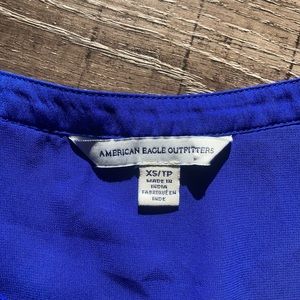 AMERICAN EAGLE OUTFITTERS
XS/TP
MADE IN
INDIA
FABRIQUÉ EN
INDE